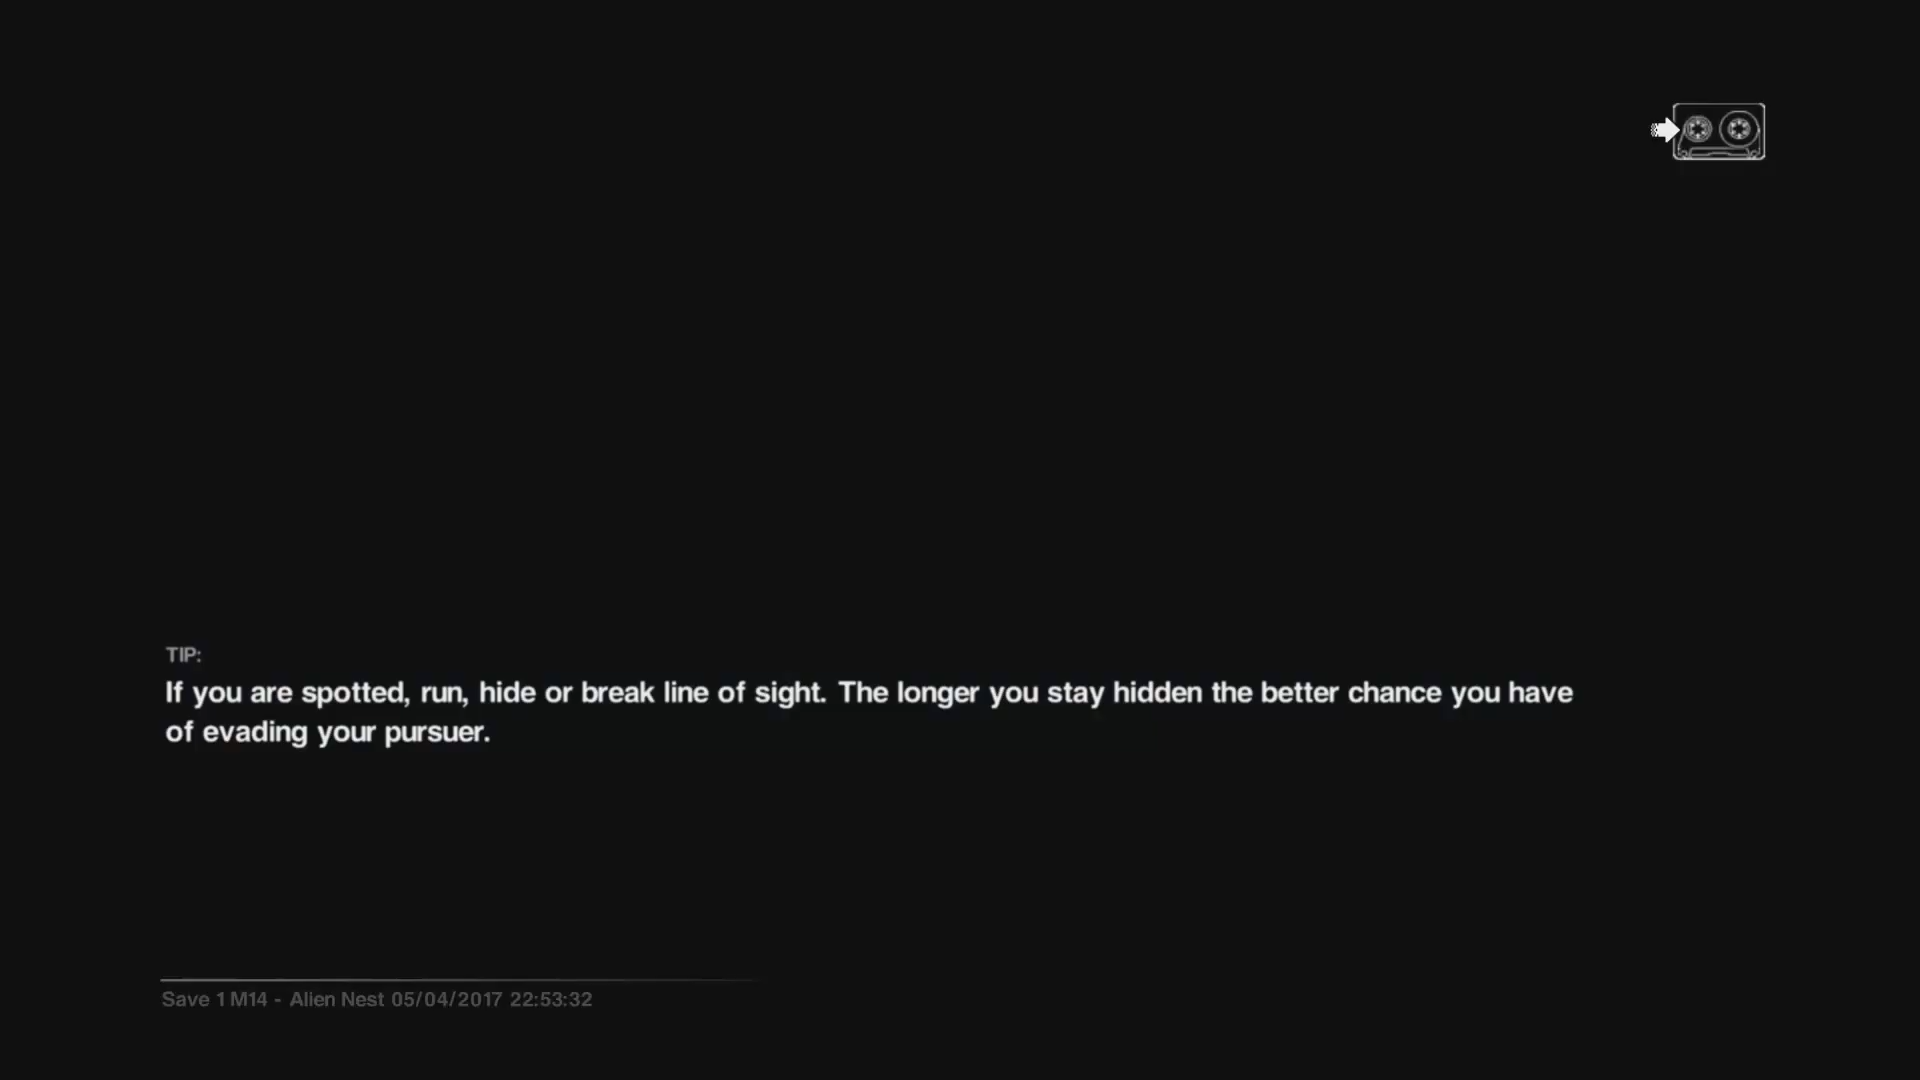 TIP:
If you are spotted, run, hide or break line of sight. The longer you stay hidden the better chance you have
of evading your pursuer.
Save 1 M14 - Alien Nest 05/04/2017 22:53:32